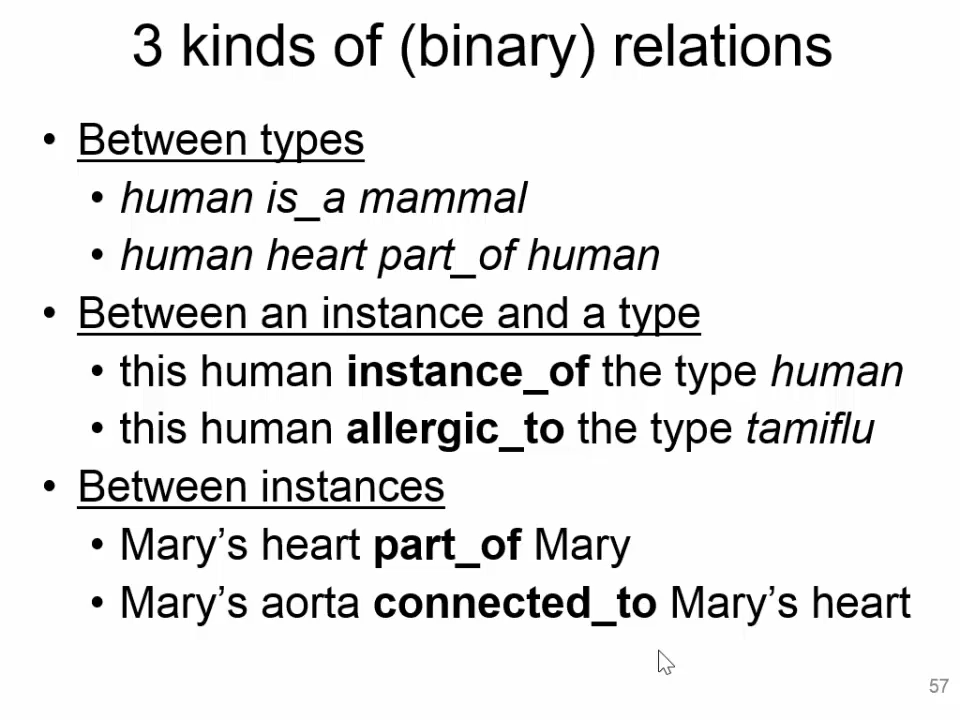 3 kinds of (binary) relations
• Between types
• human is_a mammal
• human heart part_of human
• Between an instance and a type
• this human instance_of the type human
• this human allergic_to the type tamiflu
• Between instances
• Mary’s heart part_of Mary
• Mary’s aorta connected_to Mary’s heart
57